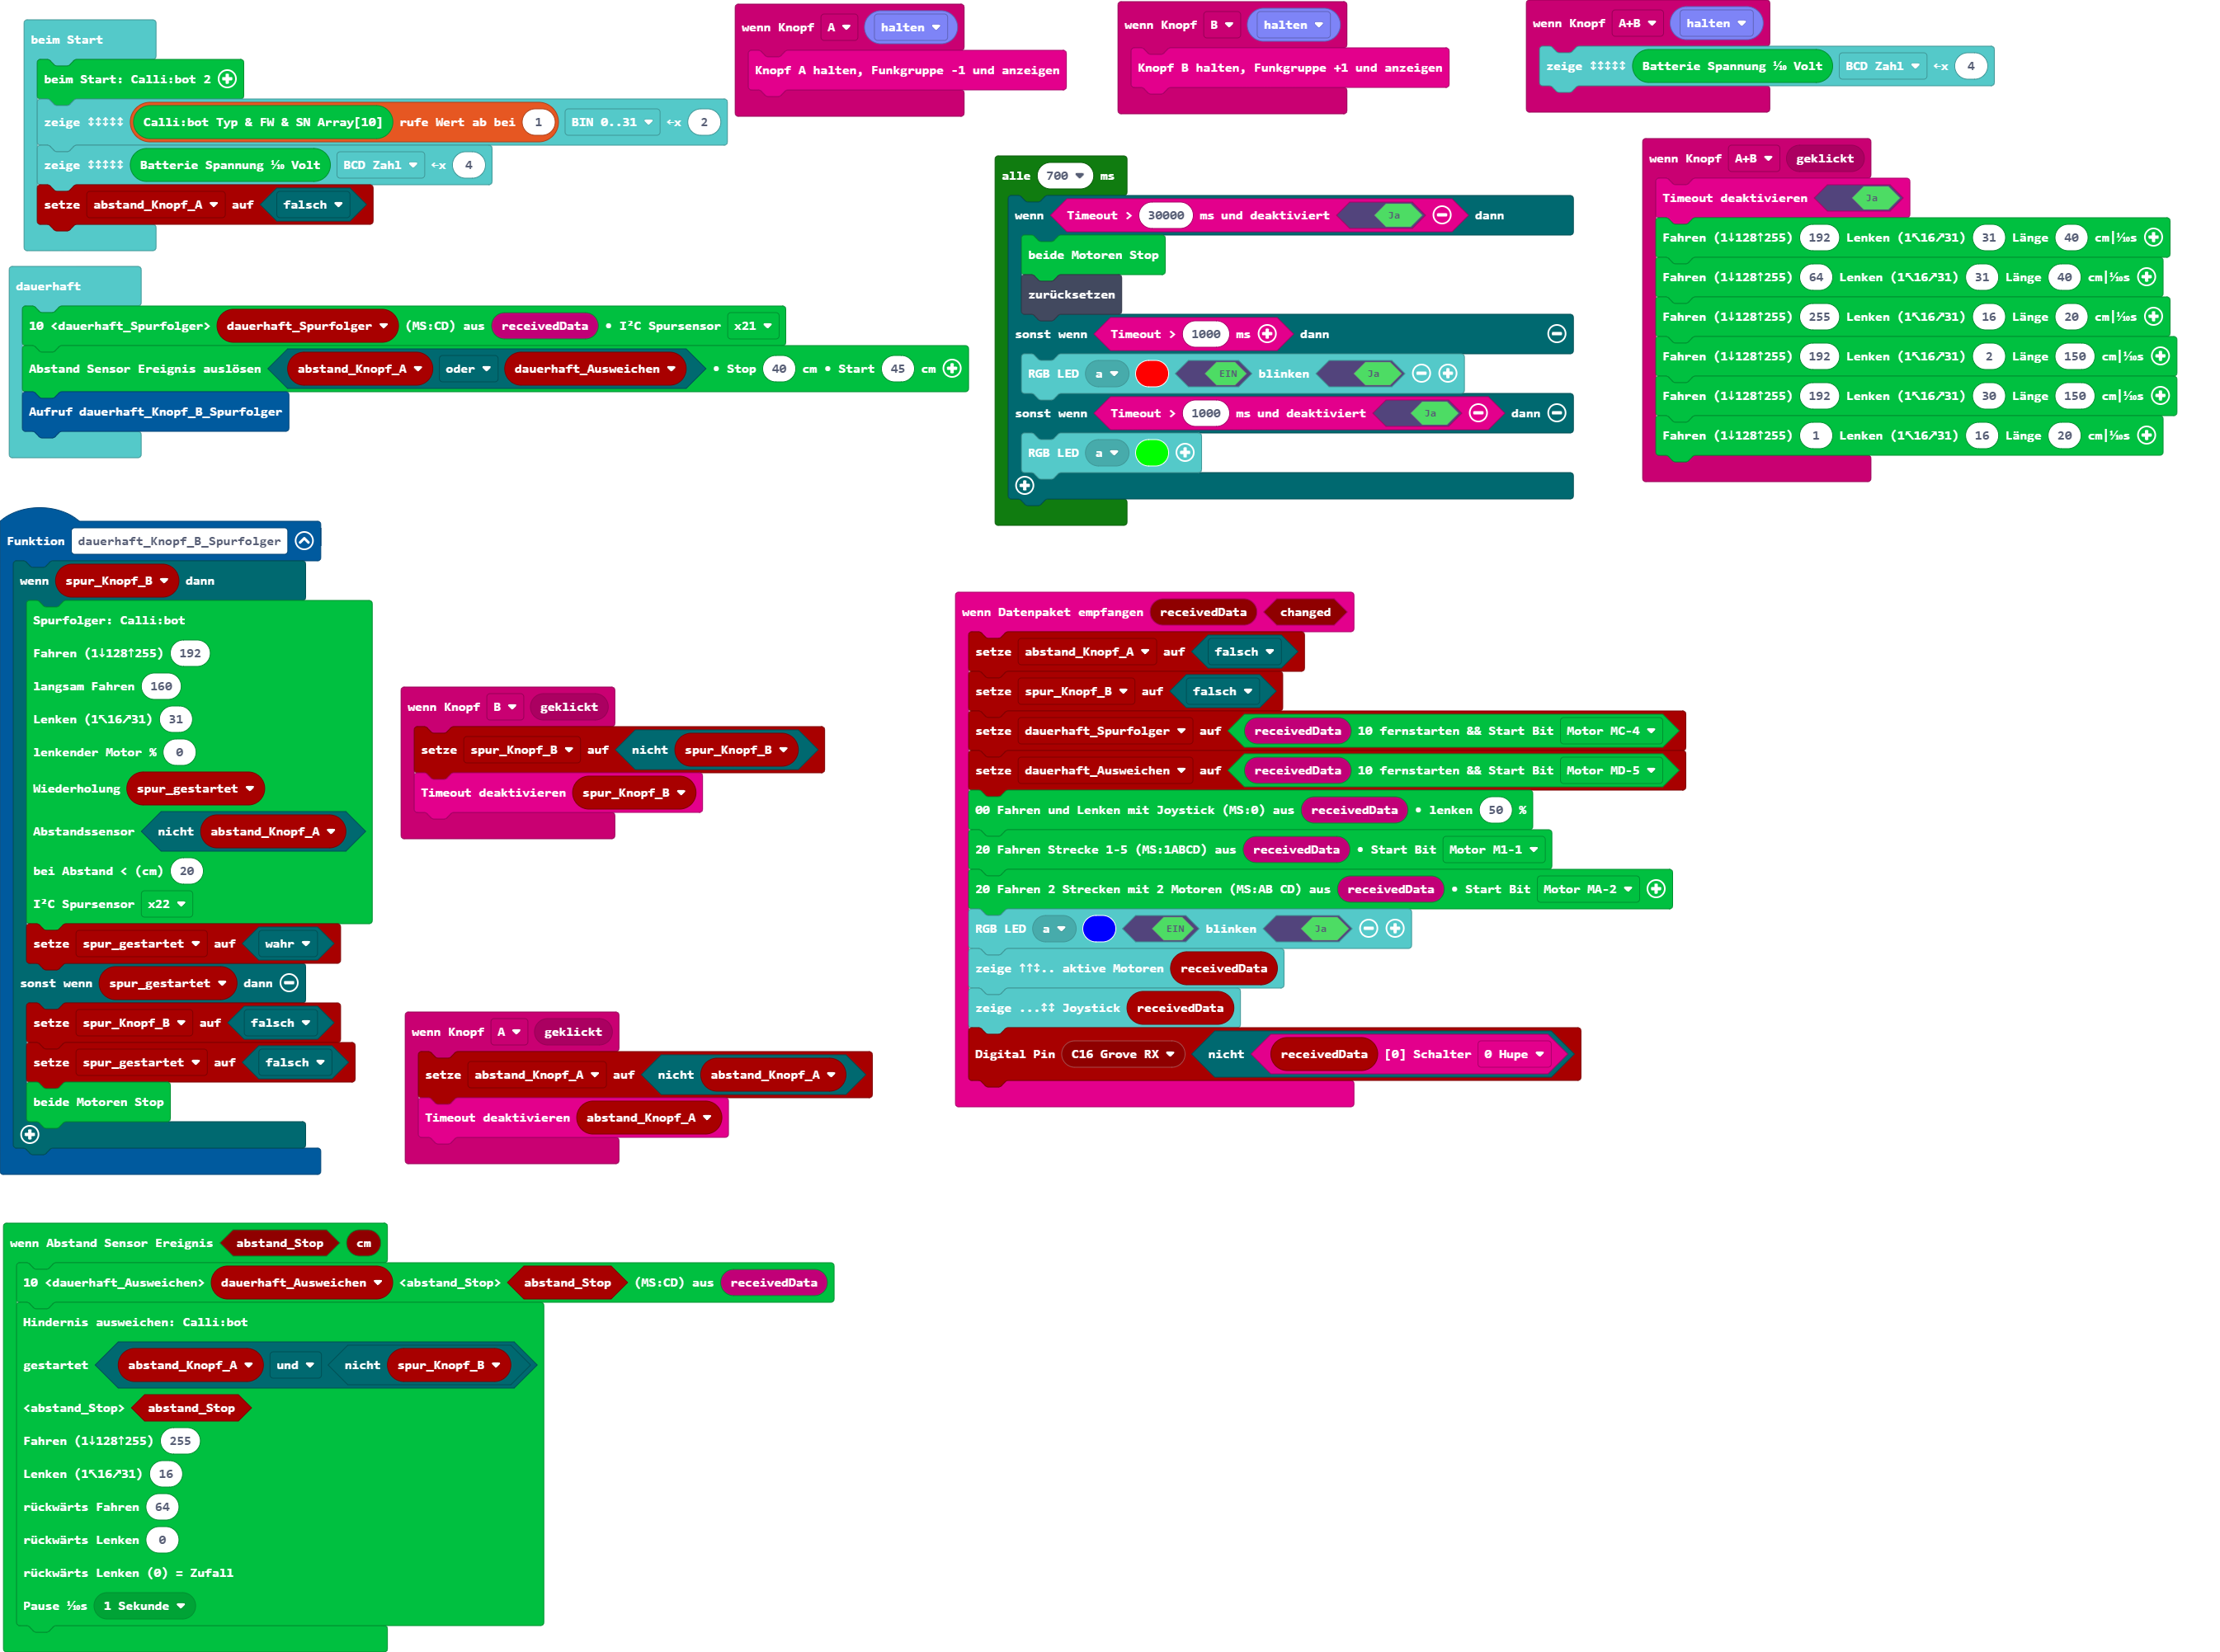 beim Start
beim Start: Calli:bot 2
zeige ↕↕↕↕↕ Calli:bot Typ & FW & SN Array[10] rufe Wert ab bei 1 BIN 0..31 ←x 2
zeige ↕↕↕↕↕ Batterie Spannung ⅒ Volt BCD Zahl ←x 4
setze abstand_Knopf_A auf falsch
wenn Knopf A halten
Knopf A halten, Funkgruppe -1 und anzeigen
wenn Knopf B halten
Knopf B halten, Funkgruppe +1 und anzeigen
wenn Knopf A+B halten
zeige ↕↕↕↕↕ Batterie Spannung ⅒ Volt BCD Zahl ←x 4
dauerhaft
10 <dauerhaft_Spurfolger> dauerhaft_Spurfolger (MS:CD) aus receivedData • I²C Spursensor x21
Abstand Sensor Ereignis auslösen abstand_Knopf_A oder dauerhaft_Ausweichen • Stop 40 cm • Start 45 cm
Aufruf dauerhaft_Knopf_B_Spurfolger
alle 700 ms
wenn Timeout > 30000 ms und deaktiviert Ja dann
beide Motoren Stop
zurücksetzen
sonst wenn Timeout > 1000 ms dann
RGB LED a EIN blinken Ja
sonst wenn Timeout > 1000 ms und deaktiviert Ja dann
RGB LED a
wenn Knopf A+B geklickt
Timeout deaktivieren Ja
Fahren (1↓128↑255) 192 Lenken (1↖16↗31) 31 Länge 40 cm|⅒s
Fahren (1↓128↑255) 64 Lenken (1↖16↗31) 31 Länge 40 cm|⅒s
Fahren (1↓128↑255) 255 Lenken (1↖16↗31) 16 Länge 20 cm|⅒s
Fahren (1↓128↑255) 192 Lenken (1↖16↗31) 2 Länge 150 cm|⅒s
Fahren (1↓128↑255) 192 Lenken (1↖16↗31) 30 Länge 150 cm|⅒s
Fahren (1↓128↑255) 1 Lenken (1↖16↗31) 16 Länge 20 cm|⅒s
Funktion dauerhaft_Knopf_B_Spurfolger
wenn spur_Knopf_B dann
Spurfolger: Calli:bot
Fahren (1↓128↑255) 192
langsam Fahren 160
Lenken (1↖16↗31) 31
lenkender Motor % 0
Wiederholung spur_gestartet
Abstandssensor nicht abstand_Knopf_A
bei Abstand < (cm) 20
I²C Spursensor x22
setze spur_gestartet auf wahr
sonst wenn spur_gestartet dann
setze spur_Knopf_B auf falsch
setze spur_gestartet auf falsch
beide Motoren Stop
wenn Knopf B geklickt
setze spur_Knopf_B auf nicht spur_Knopf_B
Timeout deaktivieren spur_Knopf_B
wenn Knopf A geklickt
setze abstand_Knopf_A auf nicht abstand_Knopf_A
Timeout deaktivieren abstand_Knopf_A
wenn Datenpaket empfangen receivedData changed
setze abstand_Knopf_A auf falsch
setze spur_Knopf_B auf falsch
setze dauerhaft_Spurfolger auf receivedData 10 fernstarten && Start Bit Motor MC-4
setze dauerhaft_Ausweichen auf receivedData 10 fernstarten && Start Bit Motor MD-5
00 Fahren und Lenken mit Joystick (MS:0) aus receivedData • lenken 50 %
20 Fahren Strecke 1-5 (MS:1ABCD) aus receivedData • Start Bit Motor M1-1
20 Fahren 2 Strecken mit 2 Motoren (MS:AB CD) aus receivedData • Start Bit Motor MA-2
RGB LED a EIN blinken Ja
zeige ↑↑↕.. aktive Motoren receivedData
zeige ...↕↕ Joystick receivedData
Digital Pin C16 Grove RX nicht receivedData [0] Schalter 0 Hupe
wenn Abstand Sensor Ereignis abstand_Stop cm
10 <dauerhaft_Ausweichen> dauerhaft_Ausweichen <abstand_Stop> abstand_Stop (MS:CD) aus receivedData
Hindernis ausweichen: Calli:bot
gestartet abstand_Knopf_A und nicht spur_Knopf_B
<abstand_Stop> abstand_Stop
Fahren (1↓128↑255) 255
Lenken (1↖16↗31) 16
rückwärts Fahren 64
rückwärts Lenken 0
rückwärts Lenken (0) = Zufall
Pause ⅒s 1 Sekunde